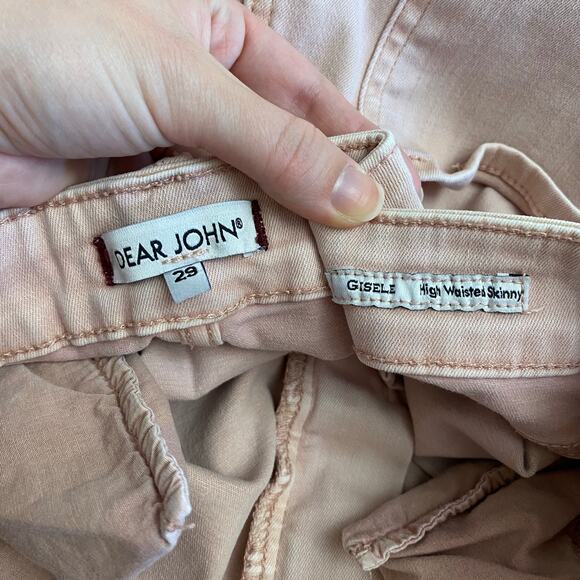 DEAR JOHN®
29
GISELE High Waisted Skinny